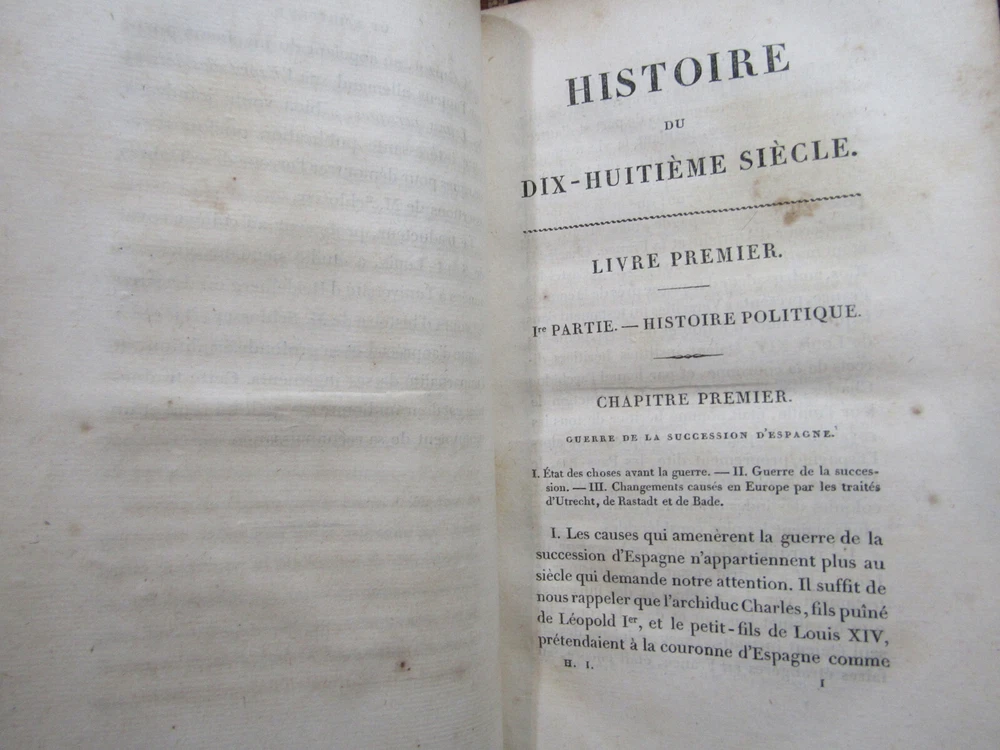 HISTOIRE
DU
DIX-HUITIÈME SIÈCLE.
LIVRE PREMIER.
Ire PARTIE. — HISTOIRE POLITIQUE.
CHAPITRE PREMIER.
GUERRE DE LA SUCCESSION D'ESPAGNE.
I. État des choses avant la guerre. — II. Guerre de la succes-
sion. — III. Changements causés en Europe par les traités
d'Utrecht, de Rastadt et de Bade.
I. Les causes qui amenèrent la guerre de la
succession d'Espagne n'appartiennent plus au
siècle qui demande notre attention. Il suffit de
nous rappeler que l'archiduc Charles, fils puîné
de Léopold Ier, et le petit-fils de Louis XIV,
prétendaient à la couronne d'Espagne comme
H. I.
I